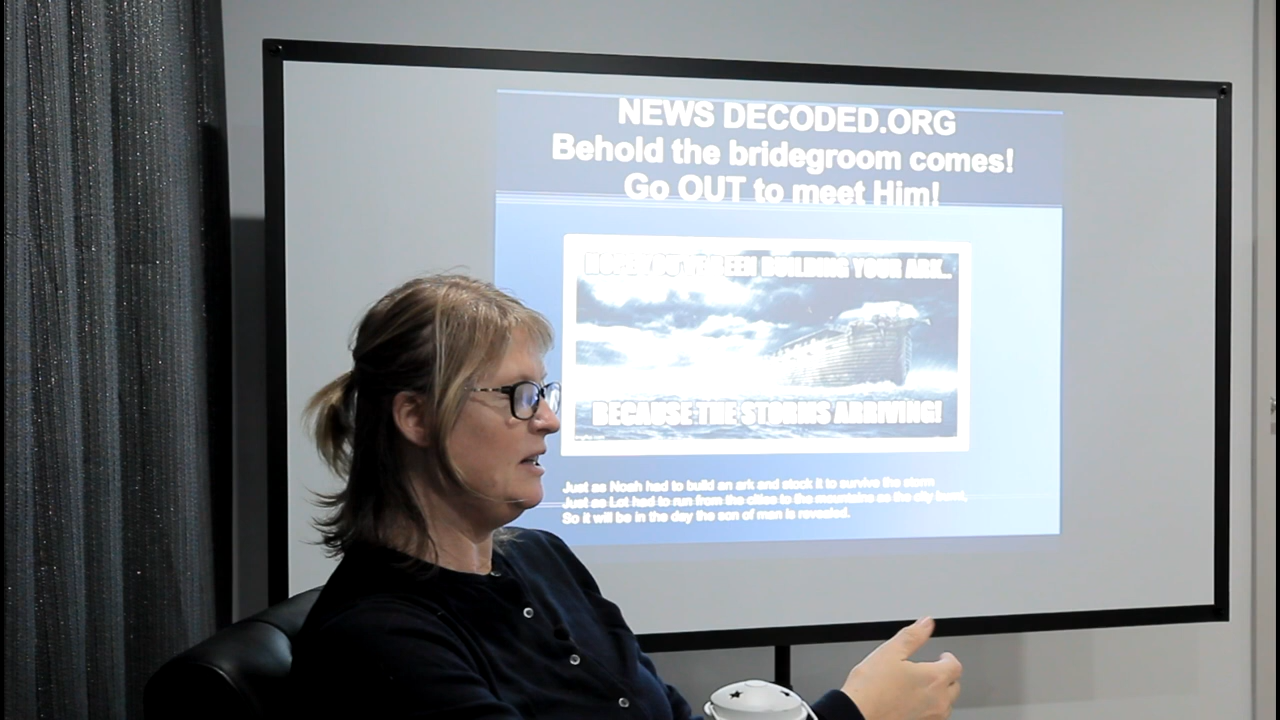 NEWS DECODED.ORG
Behold the bridegroom comes!
Go OUT to meet Him!
HOPE YOU'VE BEEN BUILDING YOUR ARK..
BECAUSE THE STORMS ARRIVING!
Just as Noah had to build an ark and stock it to survive the storm
Just as Lot had to run from the cities to the mountains as the city burnt,
So it will be in the day the son of man is revealed.